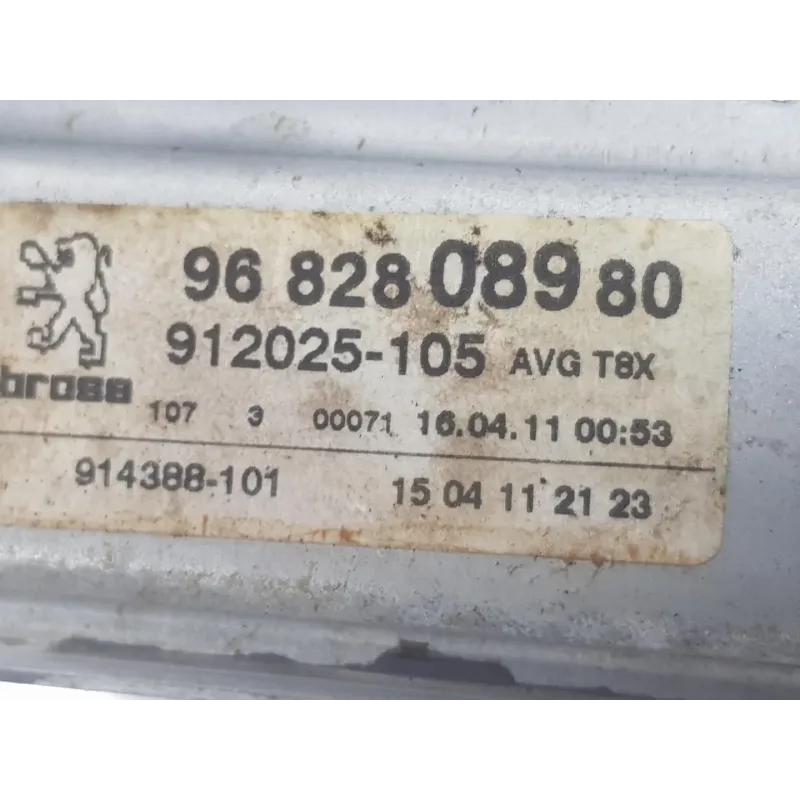 96 828 089 80
912025-105 AVG T8X
brose
107 3 00071 16.04.11 00:53
914388-101 15 04 11 21 23